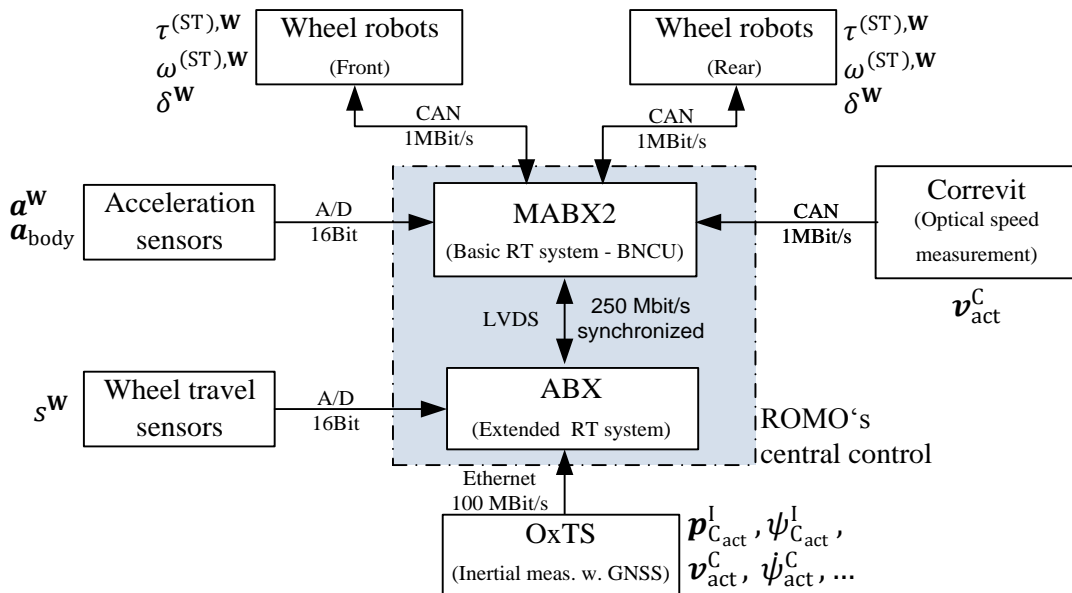 τ^(ST),W
ω^(ST),W
δ^W
Wheel robots
(Front)
Wheel robots
(Rear)
τ^(ST),W
ω^(ST),W
δ^W
CAN
1MBit/s
CAN
1MBit/s
a^W
a_body
Acceleration
sensors
A/D
16Bit
MABX2
(Basic RT system - BNCU)
CAN
1MBit/s
Correvit
(Optical speed
measurement)
v^C_act
LVDS
250 Mbit/s
synchronized
s^W
Wheel travel
sensors
A/D
16Bit
ABX
(Extended RT system)
ROMO‘s
central control
Ethernet
100 MBit/s
OxTS
(Inertial meas. w. GNSS)
p^I_C_act , ψ^I_C_act ,
v^C_act, ψ̇^C_act , ...